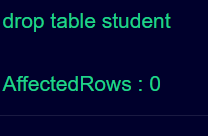 drop table student
AffectedRows : 0